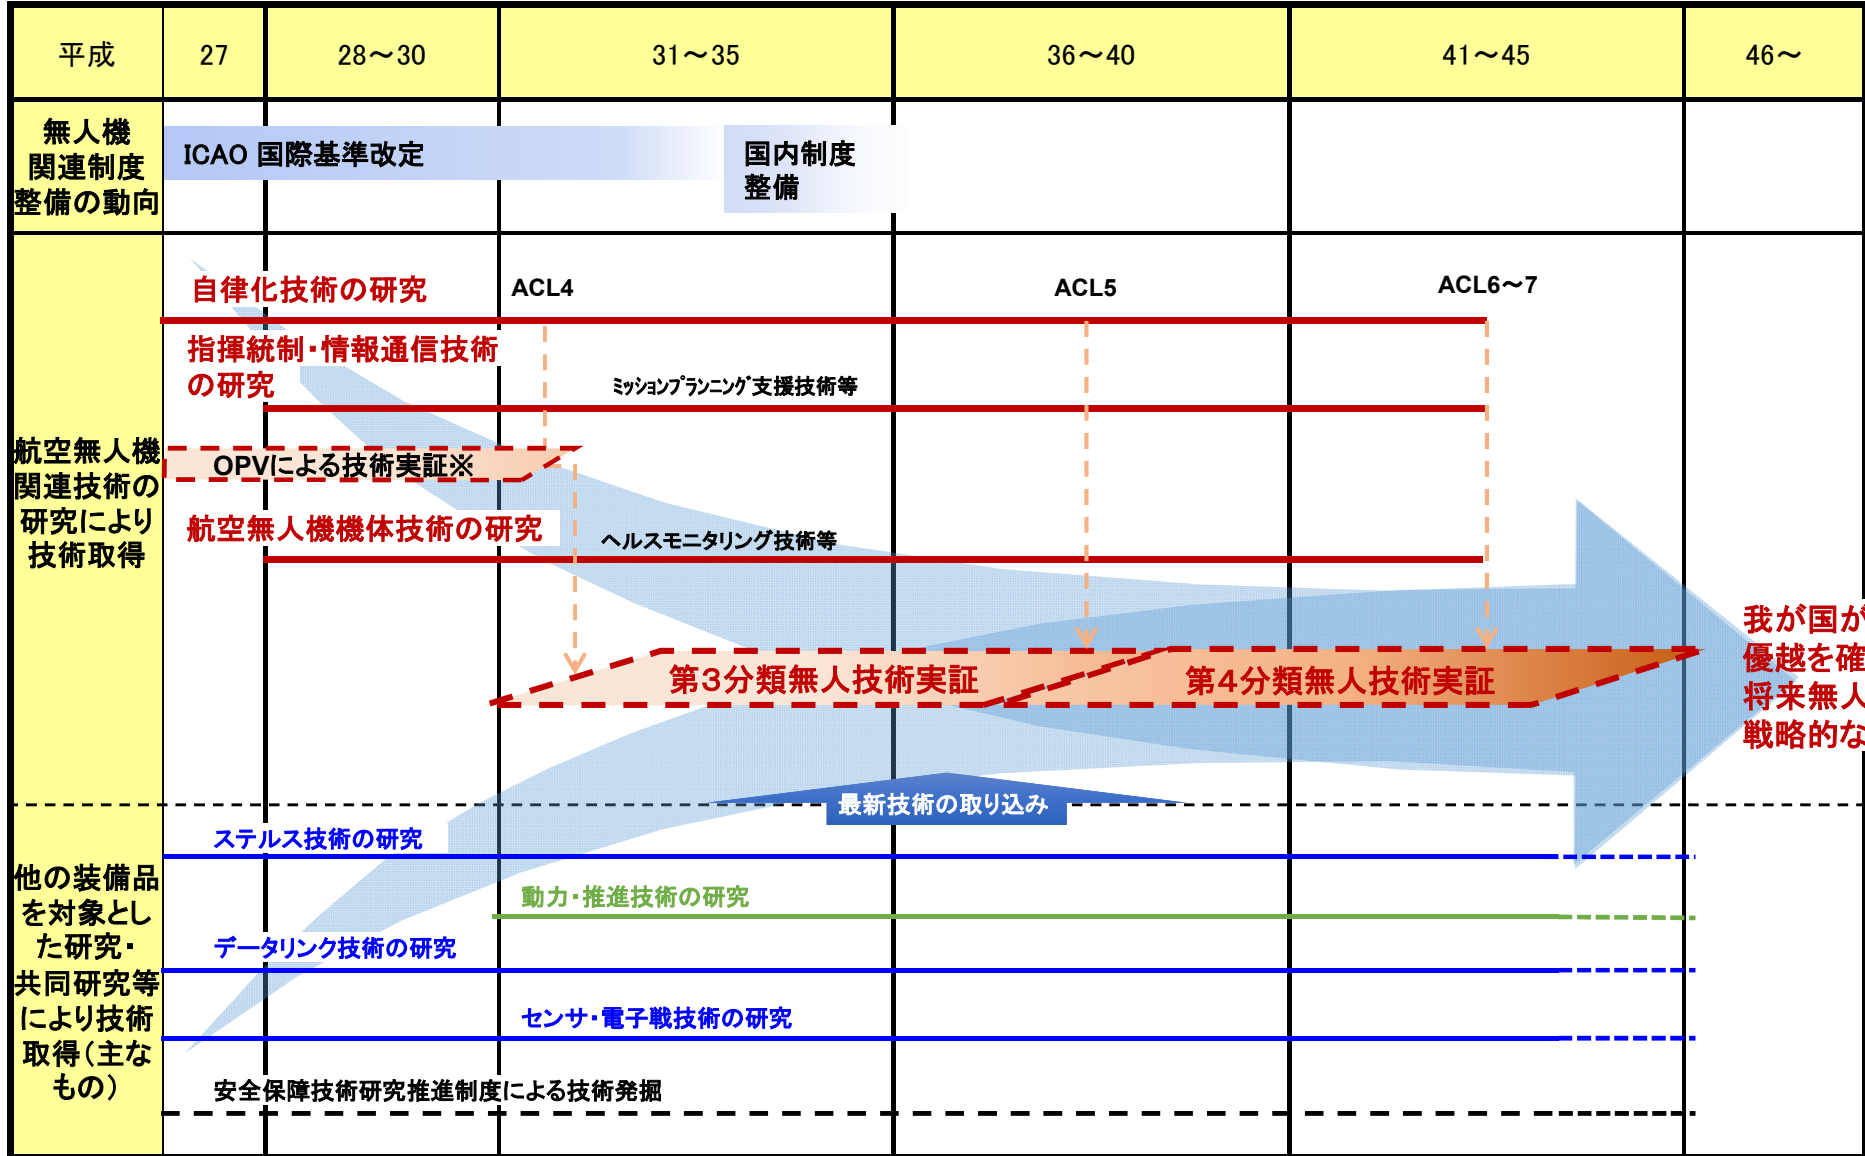 平成
27
28～30
31～35
36～40
41～45
46～
無人機
関連制度
整備の動向
ICAO 国際基準改定
国内制度
整備
航空無人機
関連技術の
研究により
技術取得
自律化技術の研究
ACL4
ACL5
ACL6～7
指揮統制・情報通信技術
の研究
ミッションプランニング支援技術等
OPVによる技術実証※
航空無人機機体技術の研究
ヘルスモニタリング技術等
第3分類無人技術実証
第4分類無人技術実証
我が国が
優越を確
将来無人
戦略的な
最新技術の取り込み
他の装備品
を対象とし
た研究・
共同研究等
により技術
取得（主な
もの）
ステルス技術の研究
動力・推進技術の研究
データリンク技術の研究
センサ・電子戦技術の研究
安全保障技術研究推進制度による技術発掘